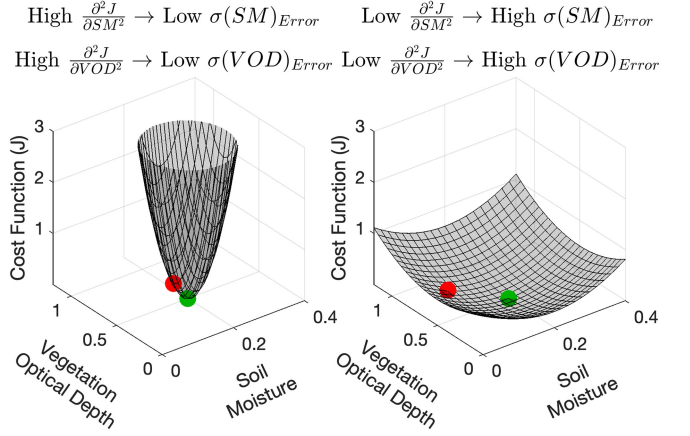 High ∂²J/∂SM² → Low σ(SM)Error
Low ∂²J/∂SM² → High σ(SM)Error
High ∂²J/∂VOD² → Low σ(VOD)Error
Low ∂²J/∂VOD² → High σ(VOD)Error
Cost Function (J)
3
2
1
1
0.5
0
0
0.2
0.4
Vegetation
Optical Depth
Soil
Moisture
Cost Function (J)
3
2
1
1
0.5
0
0
0.2
0.4
Vegetation
Optical Depth
Soil
Moisture